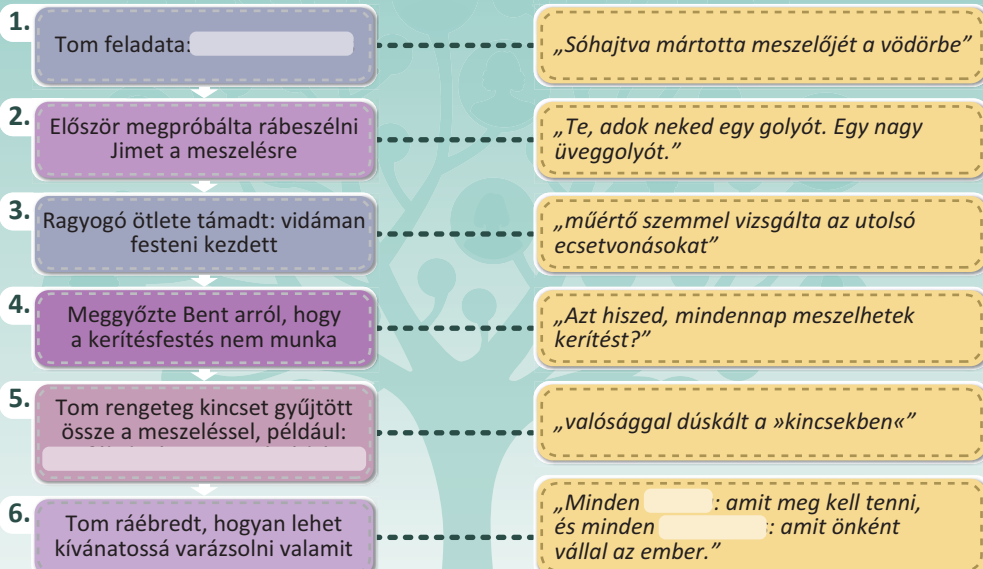 1.
Tom feladata:
„Sóhajtva mártotta meszelőjét a vödörbe”
2.
Először megpróbálta rábeszélni
Jimet a meszelésre
„Te, adok neked egy golyót. Egy nagy
üveggolyót.”
3.
Ragyogó ötlete támadt: vidáman
festeni kezdett
„műértő szemmel vizsgálta az utolsó
ecsetvonásokat”
4.
Meggyőzte Bent arról, hogy
a kerítésfestés nem munka
„Azt hiszed, mindennap meszelhetek
kerítést?”
5.
Tom rengeteg kincset gyűjtött
össze a meszeléssel, például:
„valósággal dúskált a »kincsekben«”
6.
Tom ráébredt, hogyan lehet
kívánatossá varázsolni valamit
„Minden : amit meg kell tenni,
és minden : amit önként
vállal az ember.”